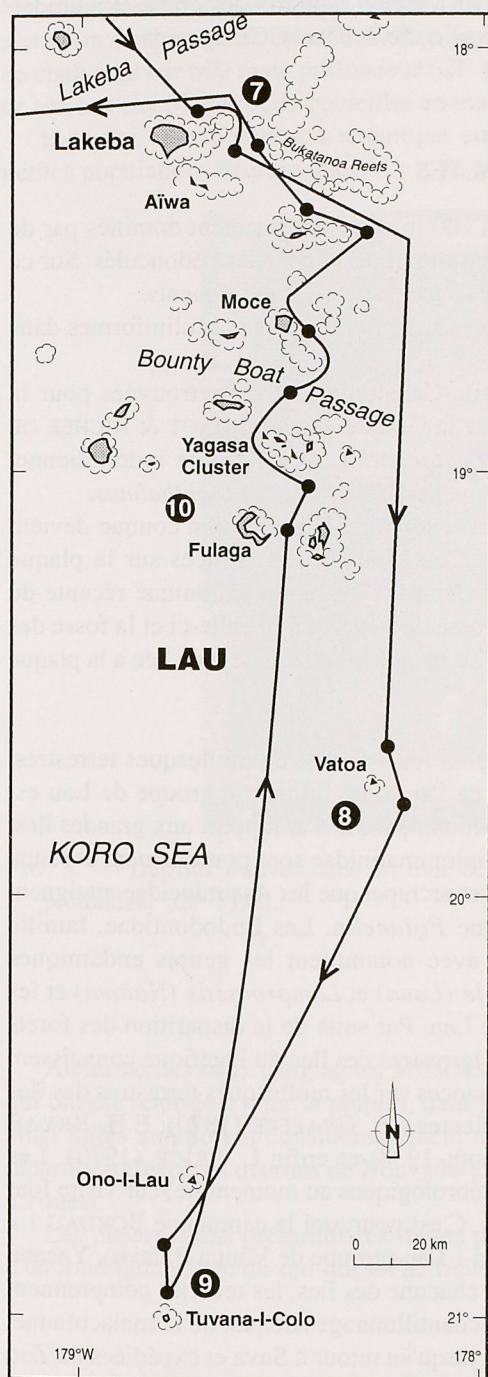 Passage
18°
Lakeba
7
Lakeba
Bukatanoa Reels
Aïwa
Moce
Bounty Boat Passage
Yagasa
Cluster
19°
10
Fulaga
LAU
Vatoa
8
KORO SEA
20°
N
Ono-I-Lau
0 20 km
9
Tuvana-I-Colo
21°
179°W
178°